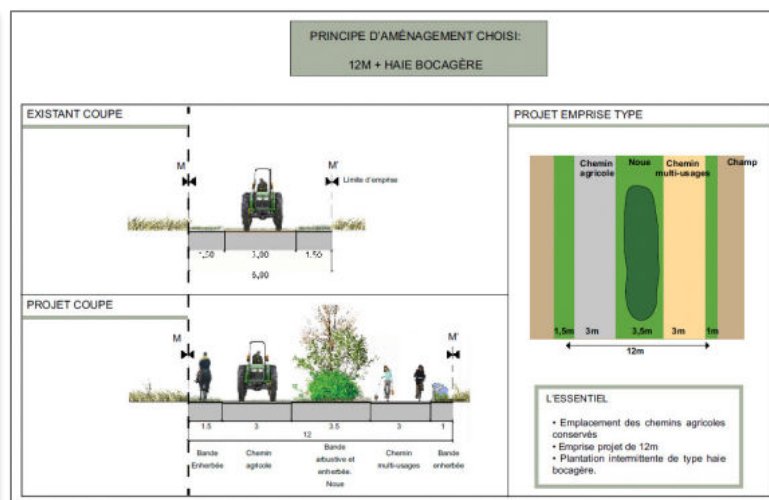 PRINCIPE D'AMÉNAGEMENT CHOISI:
12M + HAIE BOCAGÈRE
EXISTANT COUPE
M
M'
Limite d'emprise
1,50
3,00
1,50
6,00
PROJET COUPE
M
M'
1.5
3
3.5
3
1
12
Bande
Enherbée
Chemin
agricole
Bande
arbustive et
enherbée.
Noue
Chemin
multi-usages
Bande
enherbée
PROJET EMPRISE TYPE
Chemin
agricole
Noue
Chemin
multi-usages
Champ
1,5m
3m
3,5m
3m
1m
12m
L'ESSENTIEL
• Emplacement des chemins agricoles
conservés
• Emprise projet de 12m
• Plantation intermittente de type haie
bocagère.